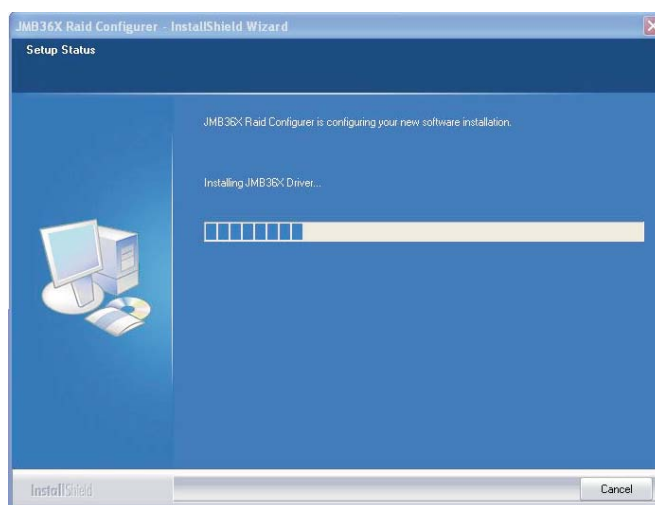 JMB36X Raid Configurer - InstallShield Wizard
Setup Status
JMB36X Raid Configurer is configuring your new software installation.
Installing JMB36X Driver...
InstallShield
Cancel